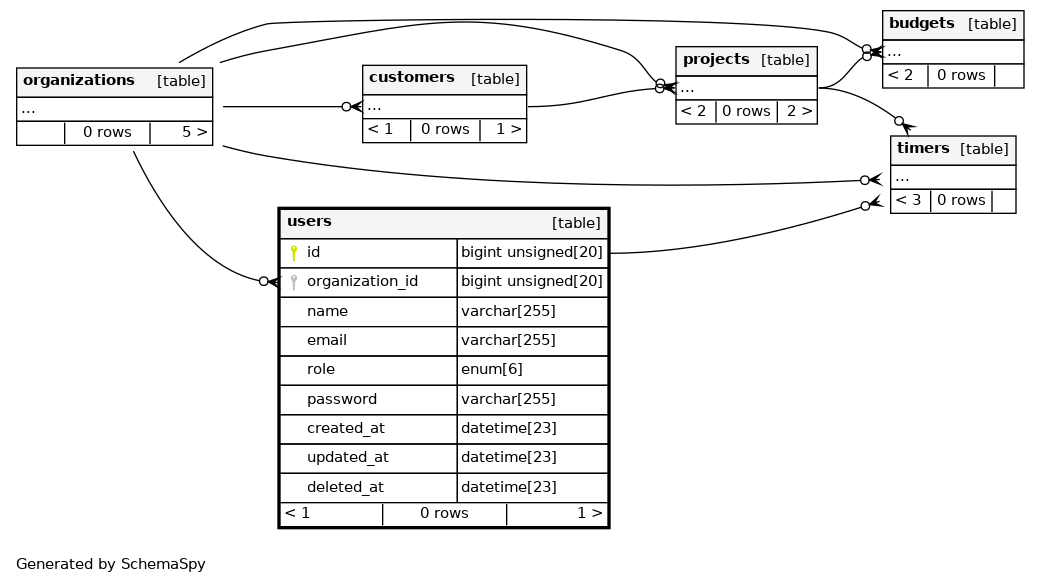 budgets [table]
...
< 2 0 rows
projects [table]
...
< 2 0 rows 2 >
customers [table]
...
< 1 0 rows 1 >
organizations [table]
...
0 rows 5 >
timers [table]
...
< 3 0 rows
users [table]
id bigint unsigned[20]
organization_id bigint unsigned[20]
name varchar[255]
email varchar[255]
role enum[6]
password varchar[255]
created_at datetime[23]
updated_at datetime[23]
deleted_at datetime[23]
< 1 0 rows 1 >
Generated by SchemaSpy